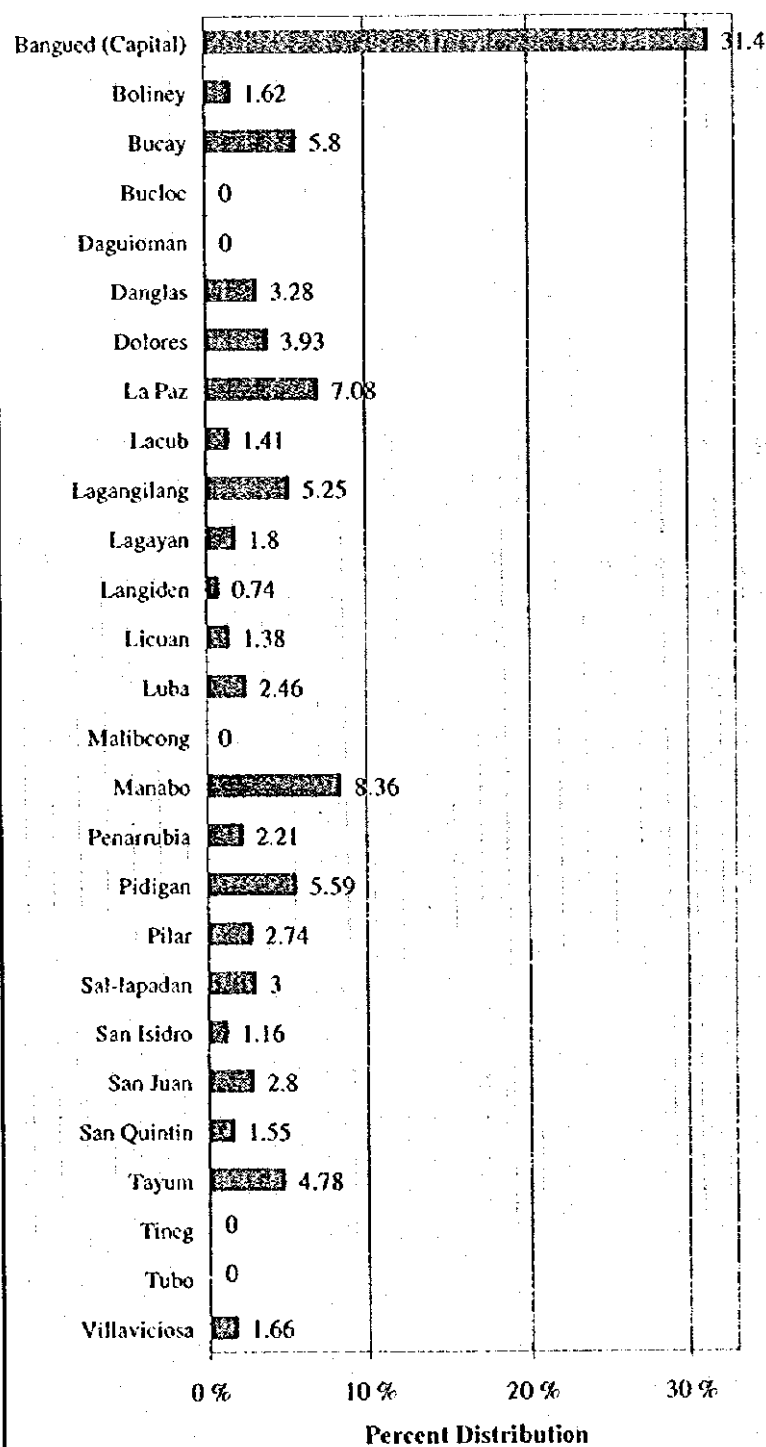 Bangued (Capital) 31.4
Boliney 1.62
Bucay 5.8
Bucloc 0
Daguioman 0
Danglas 3.28
Dolores 3.93
La Paz 7.08
Lacub 1.41
Lagangilang 5.25
Lagayan 1.8
Langiden 0.74
Licuan 1.38
Luba 2.46
Malibcong 0
Manabo 8.36
Penarrubia 2.21
Pidigan 5.59
Pilar 2.74
Sal-lapadan 3
San Isidro 1.16
San Juan 2.8
San Quintin 1.55
Tayum 4.78
Tineg 0
Tubo 0
Villaviciosa 1.66
0 % 10 % 20 % 30 %
Percent Distribution